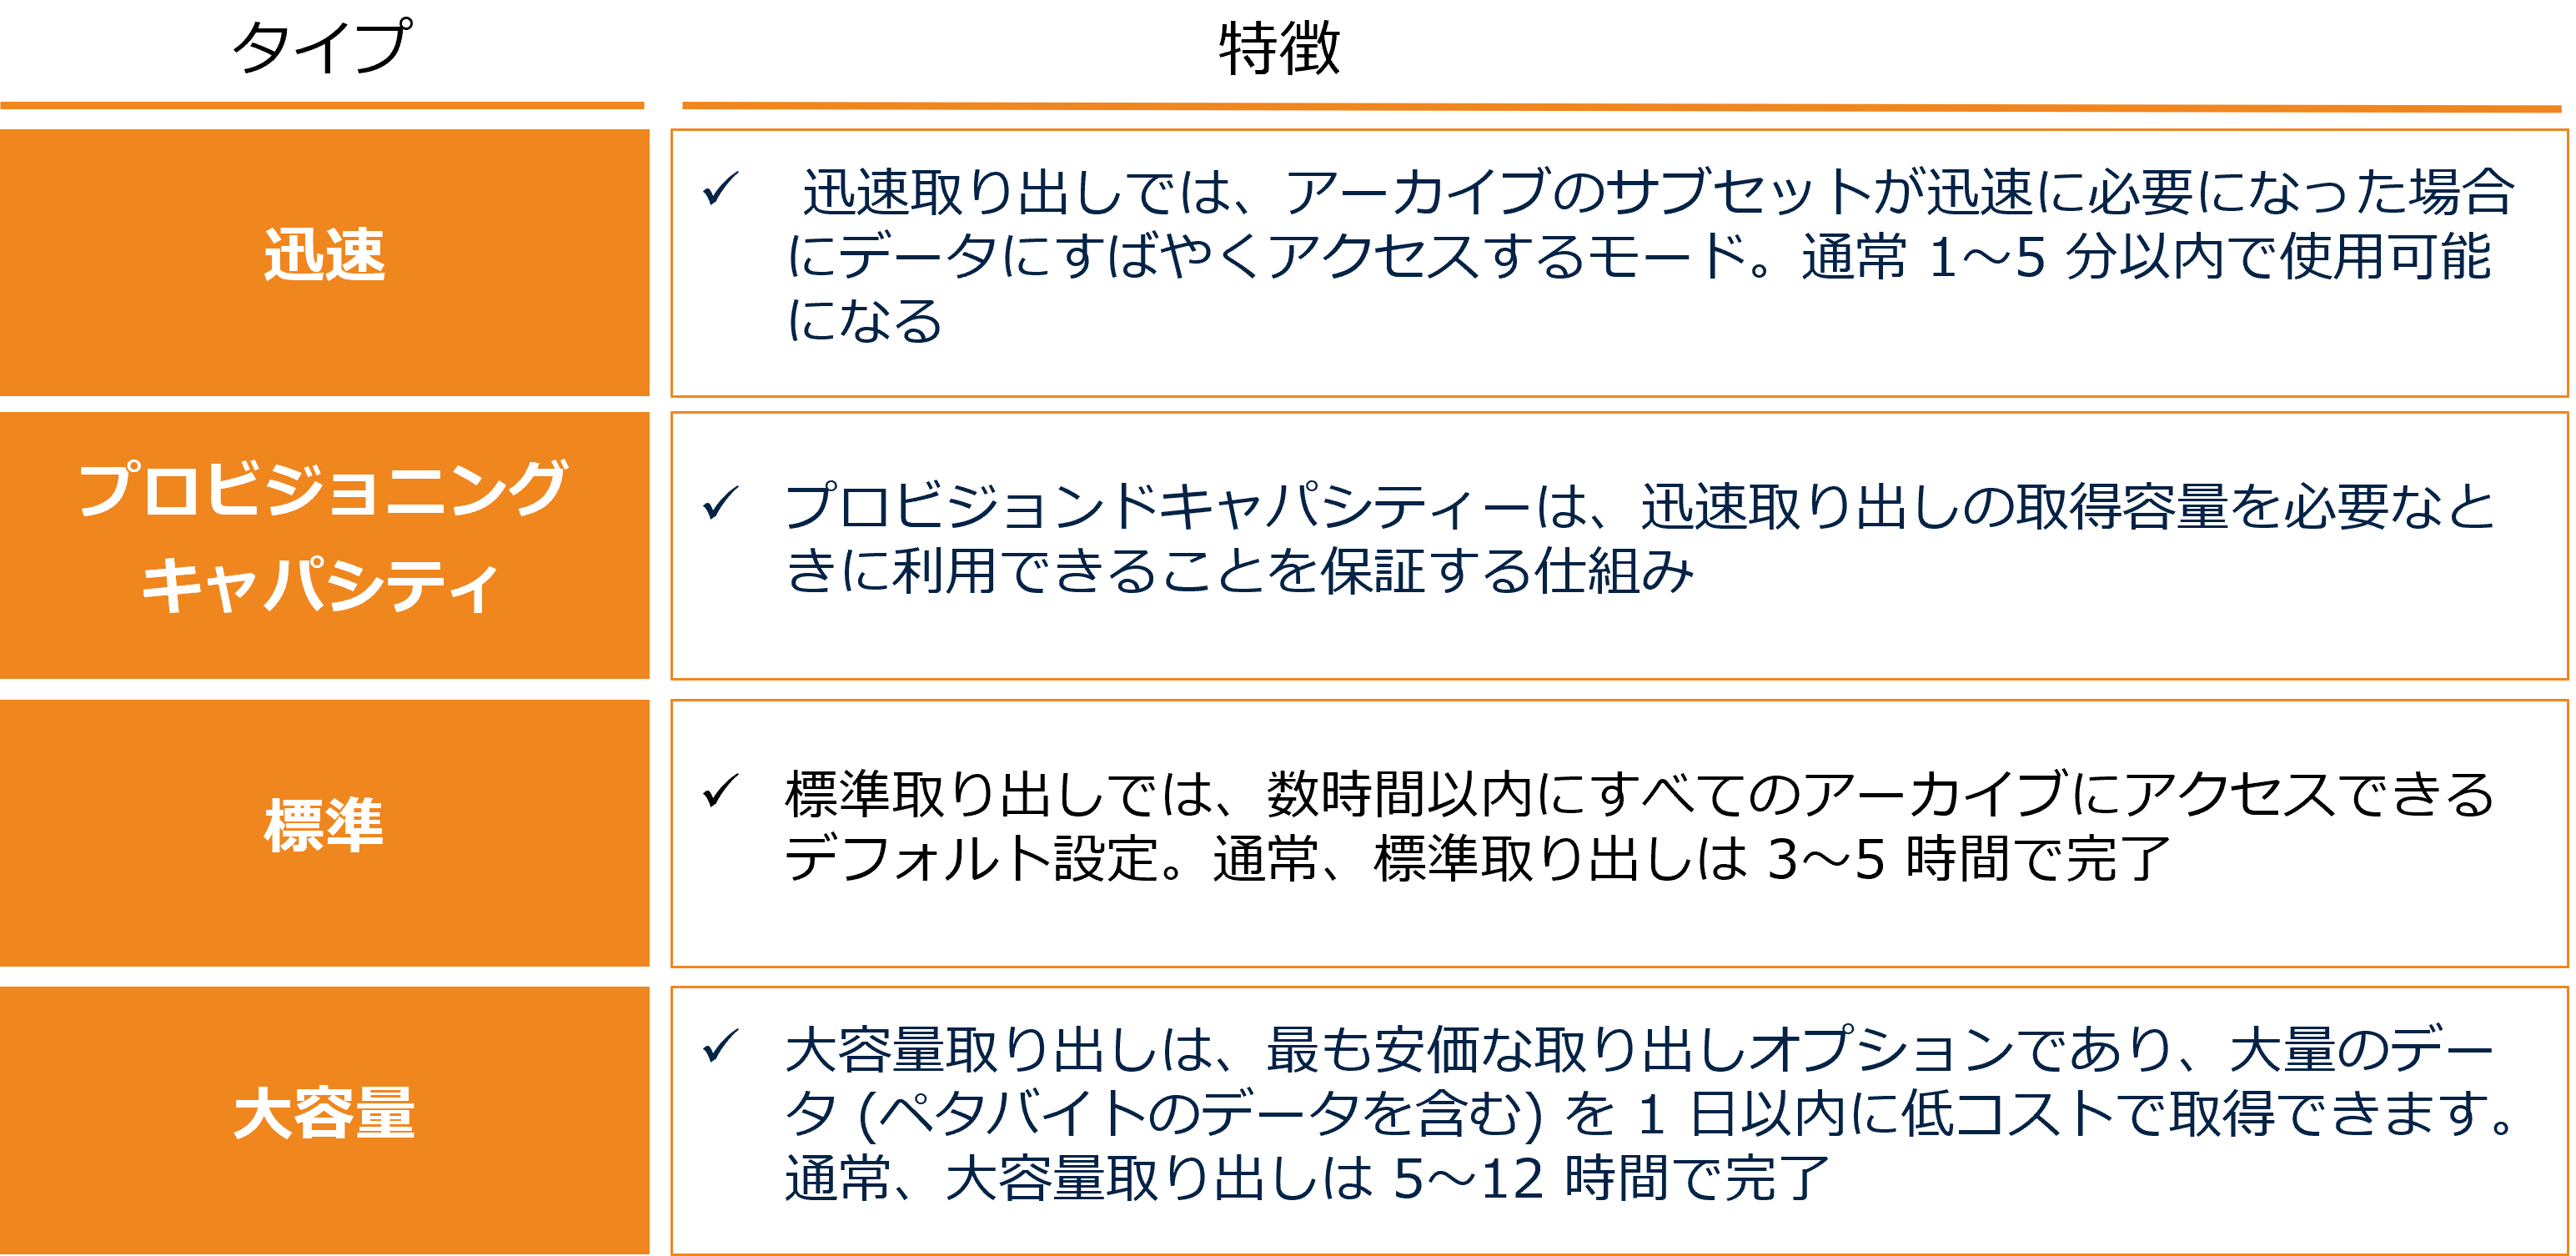 タイプ
特徴
迅速
✓ 迅速取り出しでは、アーカイブのサブセットが迅速に必要になった場合
にデータにすばやくアクセスするモード。通常 1～5 分以内で使用可能
になる
プロビジョニング
キャパシティ
✓ プロビジョンドキャパシティーは、迅速取り出しの取得容量を必要なと
きに利用できることを保証する仕組み
標準
✓ 標準取り出しでは、数時間以内にすべてのアーカイブにアクセスできる
デフォルト設定。通常、標準取り出しは 3～5 時間で完了
大容量
✓ 大容量取り出しは、最も安価な取り出しオプションであり、大量のデー
タ (ペタバイトのデータを含む) を 1 日以内に低コストで取得できます。
通常、大容量取り出しは 5～12 時間で完了